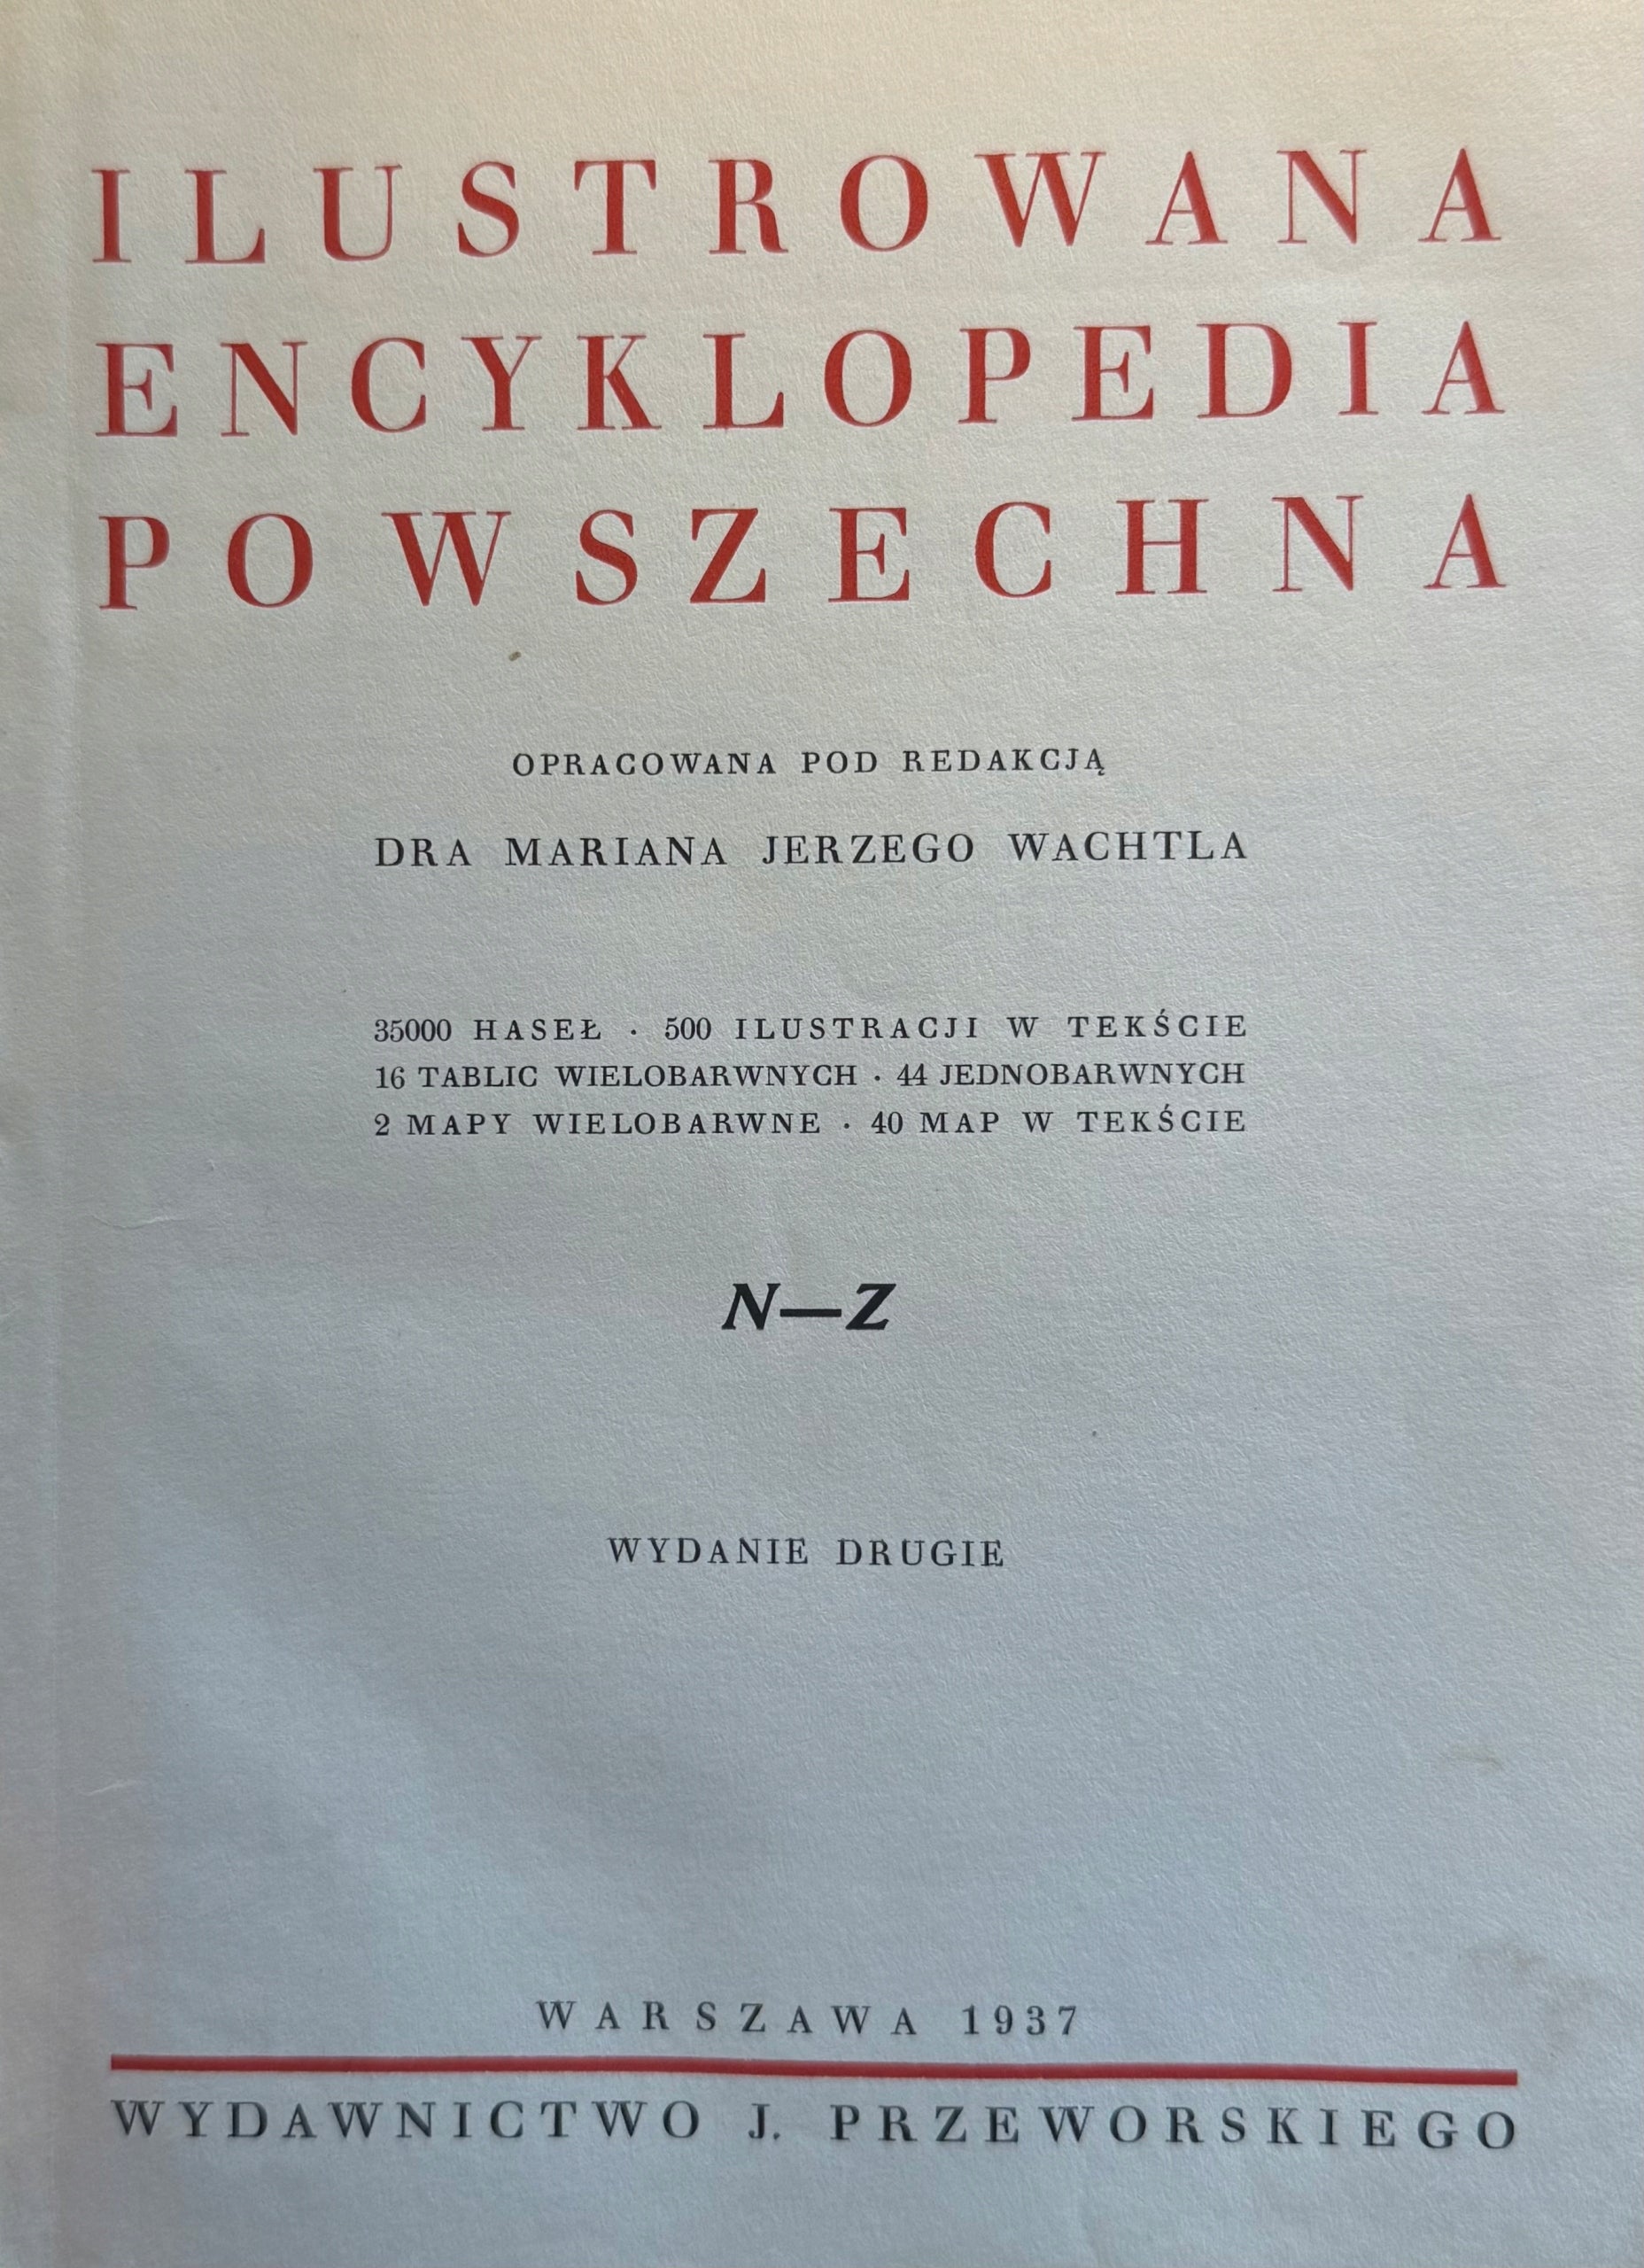 ILUSTROWANA
ENCYKLOPEDIA
POWSZECHNA
OPRACOWANA POD REDAKCJĄ
DRA MARIANA JERZEGO WACHTLA
35000 HASEŁ · 500 ILUSTRACJI W TEKŚCIE
16 TABLIC WIELOBARWNYCH · 44 JEDNOBARWNYCH
2 MAPY WIELOBARWNE · 40 MAP W TEKŚCIE
N—Z
WYDANIE DRUGIE
WARSZAWA 1937
WYDAWNICTWO J. PRZEWORSKIEGO